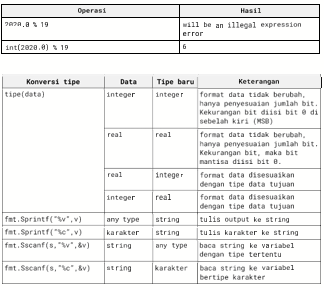 Operasi Hasil
2020.0 % 19 will be an illegal expression
error
int(2020.0) % 19 6
Konversi tipe Data Tipe baru Keterangan
tipe(data) integer integer format data tidak berubah,
hanya penyesuaian jumlah bit.
Kekurangan bit diisi bit 0 di
sebelah kiri (MSB)
real real format data tidak berubah,
hanya penyesuaian jumlah bit.
Kekurangan bit, maka bit
mantisa diisi bit 0.
real integer format data disesuaikan
dengan tipe data tujuan
integer real format data disesuaikan
dengan tipe data tujuan
fmt.Sprintf("%v",v) any type string tulis output ke string
fmt.Sprintf("%c",v) karakter string tulis karakter ke string
fmt.Sscanf(s,"%v",&v) string any type baca string ke variabel
dengan tipe tertentu
fmt.Sscanf(s,"%c",&v) string karakter baca string ke variabel
bertipe karakter